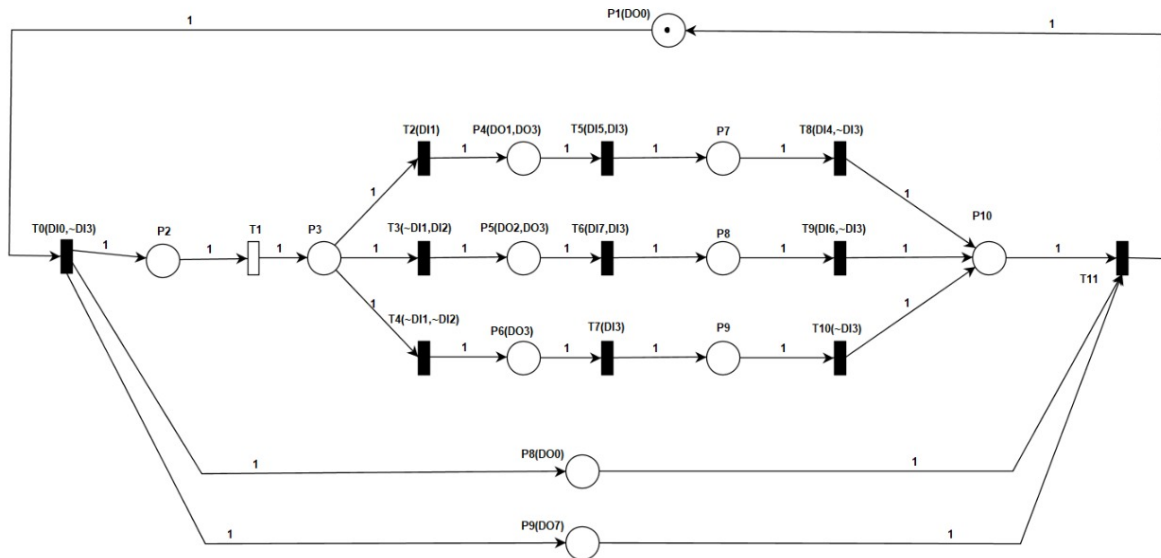 P1(DO0)
1
1
T2(DI1)
P4(DO1,DO3)
T5(DI5,DI3)
P7
T8(DI4,~DI3)
1
1
1
1
1
1
P10
T0(DI0,~DI3)
P2
T1
P3
T3(~DI1,DI2)
P5(DO2,DO3)
T6(DI7,DI3)
P8
T9(DI6,~DI3)
1
1
1
1
1
1
1
1
1
1
T11
1
1
T4(~DI1,~DI2)
P6(DO3)
T7(DI3)
P9
T10(~DI3)
1
1
1
1
P8(DO0)
1
1
P9(DO7)
1
1